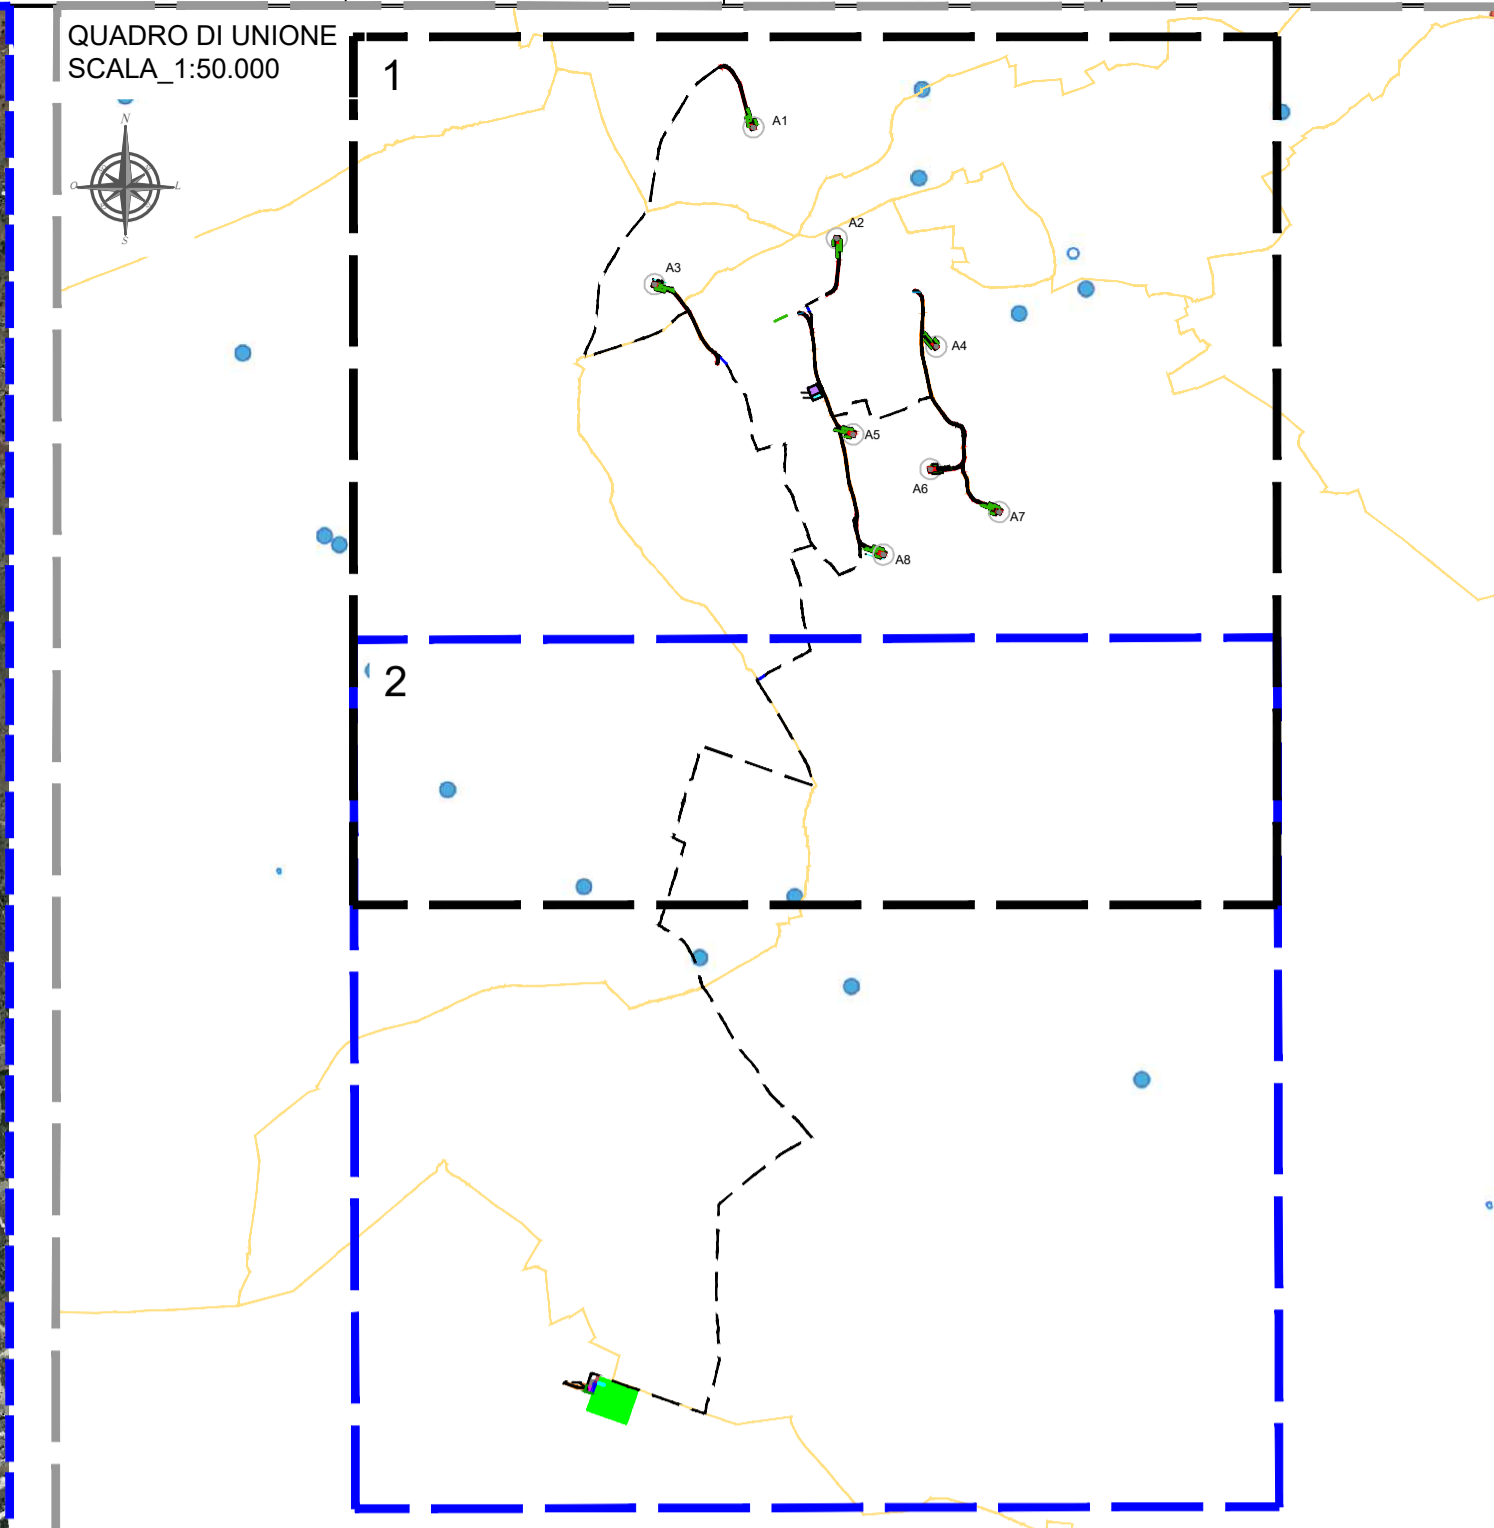 QUADRO DI UNIONE
SCALA_1:50.000
1
N
O
L
S
A1
A2
A3
A4
A5
A6
A7
A8
2